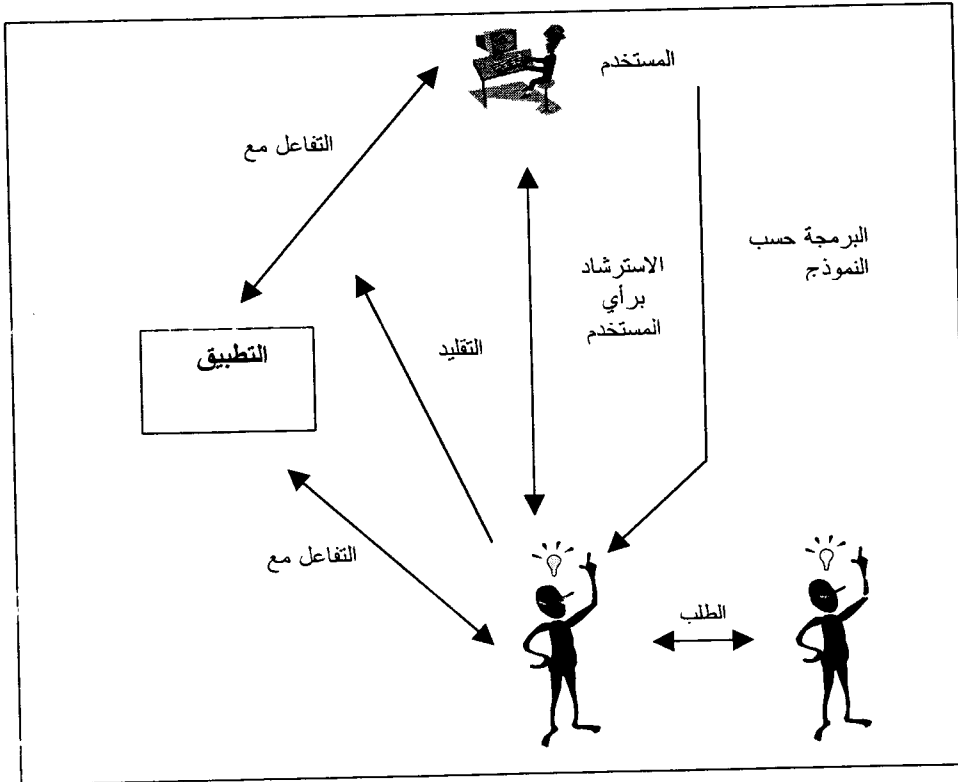 المستخدم
التفاعل مع
البرمجة حسب
النموذج
الاسترشاد
برأي
المستخدم
التقليد
التطبيق
التفاعل مع
الطلب